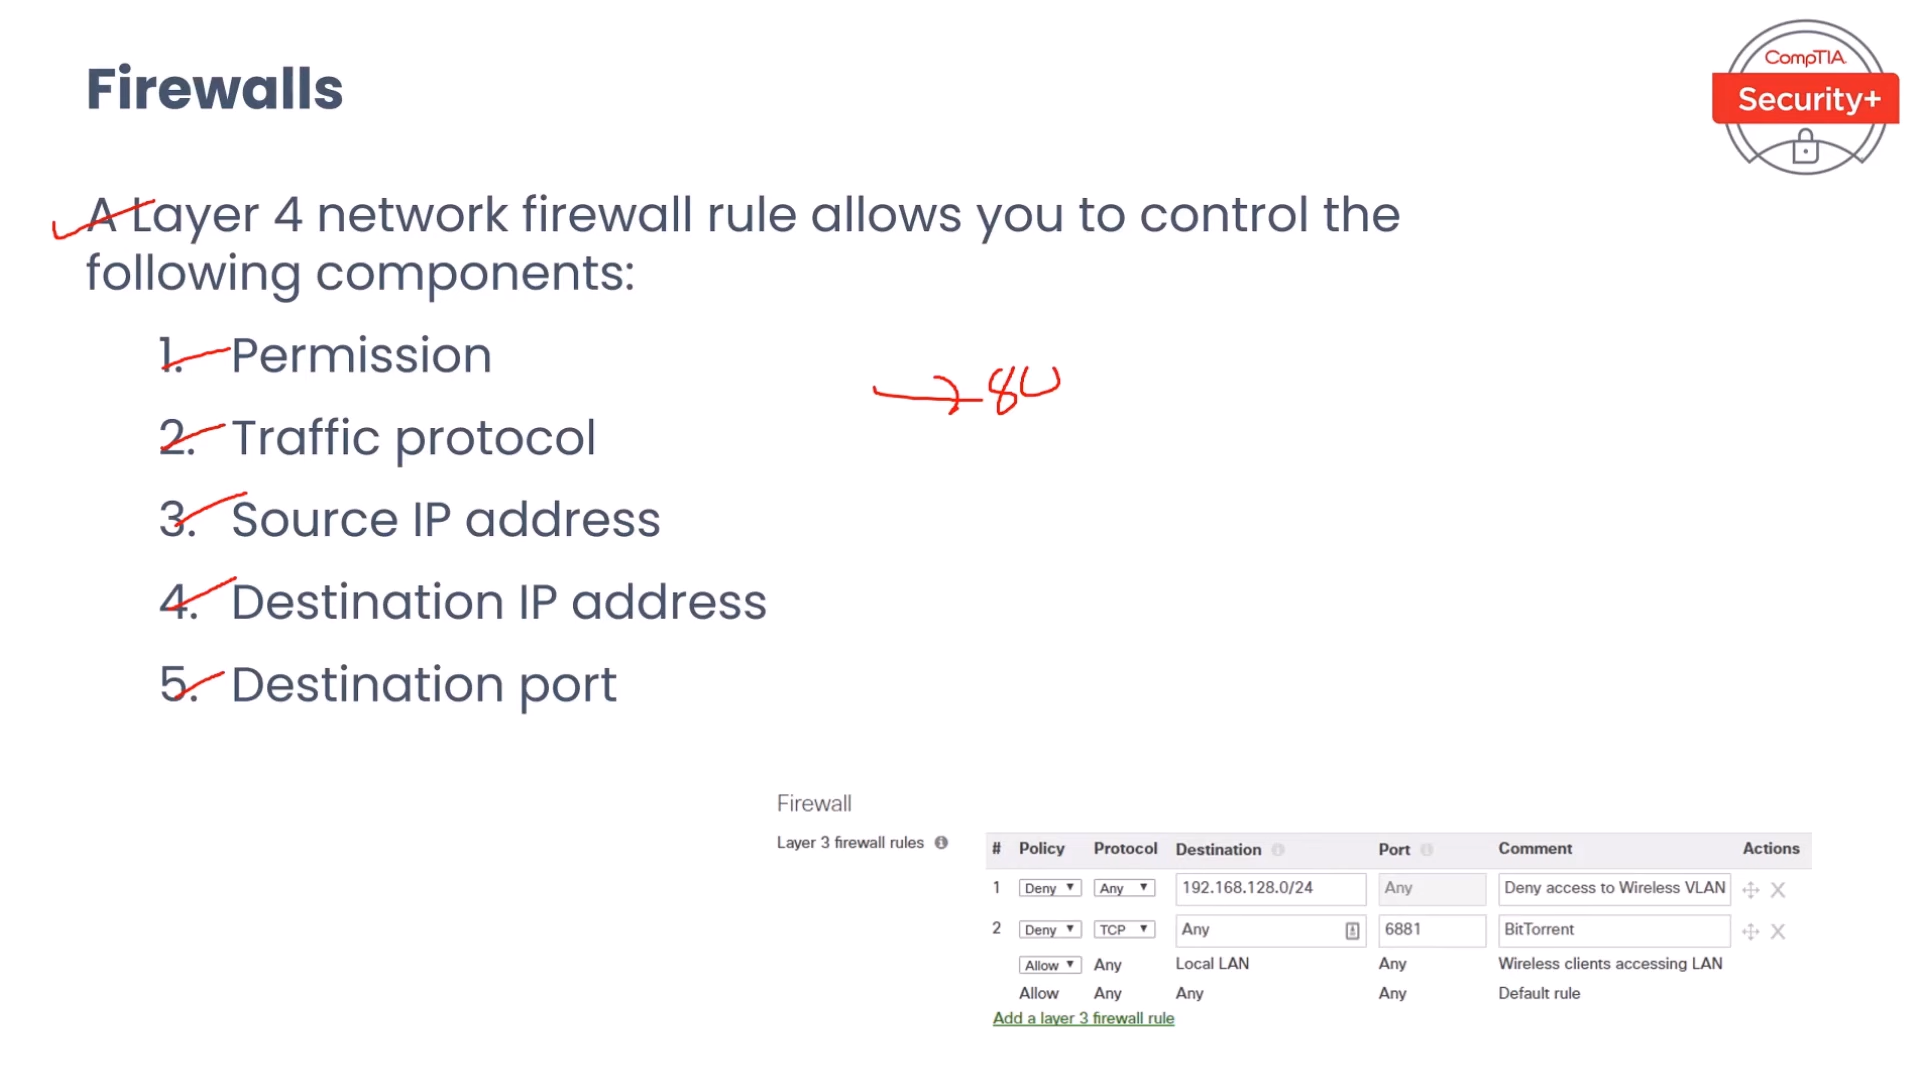 Firewalls
CompTIA.
Security+
A Layer 4 network firewall rule allows you to control the
following components:
1. Permission
2. Traffic protocol
3. Source IP address
4. Destination IP address
5. Destination port
80
Firewall
Layer 3 firewall rules
# Policy Protocol Destination Port Comment Actions
1 Deny Any 192.168.128.0/24 Any Deny access to Wireless VLAN
2 Deny TCP Any 6881 BitTorrent
Allow Any Local LAN Any Wireless clients accessing LAN
Allow Any Any Any Default rule
Add a layer 3 firewall rule